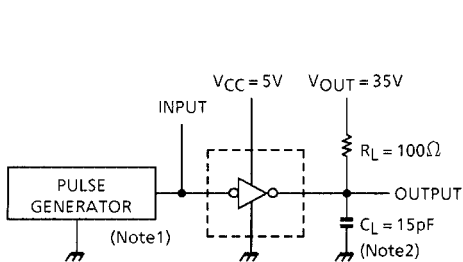 VCC = 5V
VOUT = 35V
INPUT
RL = 100Ω
PULSE
GENERATOR
OUTPUT
(Note1)
CL = 15pF
(Note2)